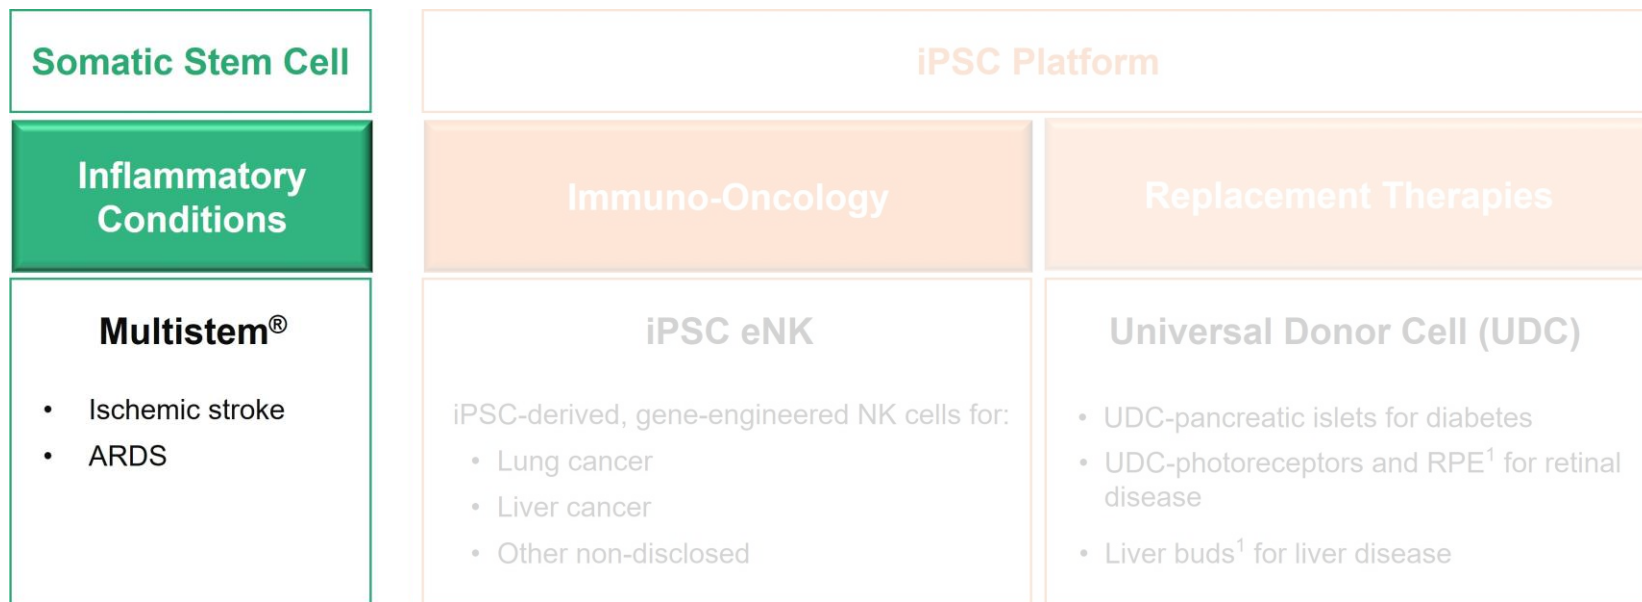 Somatic Stem Cell
iPSC Platform
Inflammatory
Conditions
Immuno-Oncology
Replacement Therapies
Multistem®
• Ischemic stroke
• ARDS
iPSC eNK
iPSC-derived, gene-engineered NK cells for:
• Lung cancer
• Liver cancer
• Other non-disclosed
Universal Donor Cell (UDC)
• UDC-pancreatic islets for diabetes
• UDC-photoreceptors and RPE¹ for retinal
disease
• Liver buds¹ for liver disease